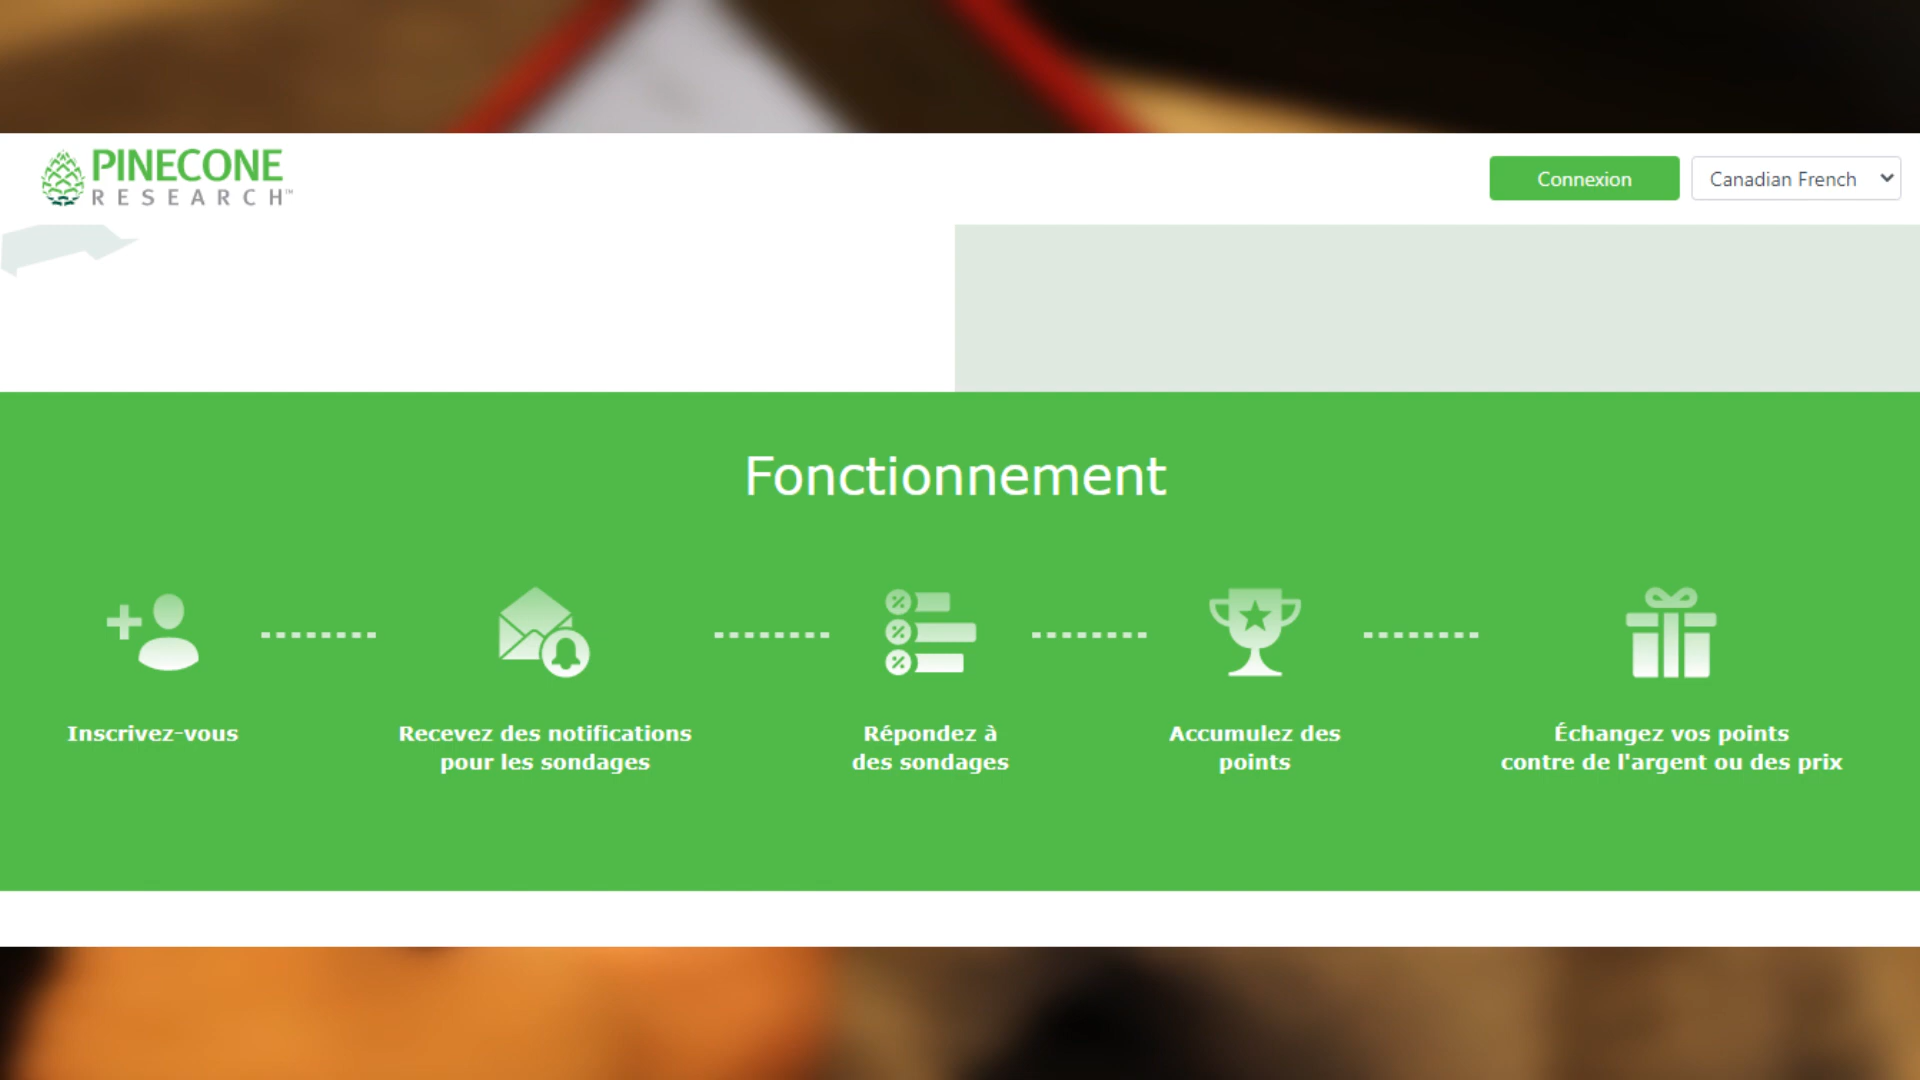 PINECONE
RESEARCH™
Connexion
Canadian French
Fonctionnement
Inscrivez-vous
Recevez des notifications
pour les sondages
Répondez à
des sondages
Accumulez des
points
Échangez vos points
contre de l'argent ou des prix